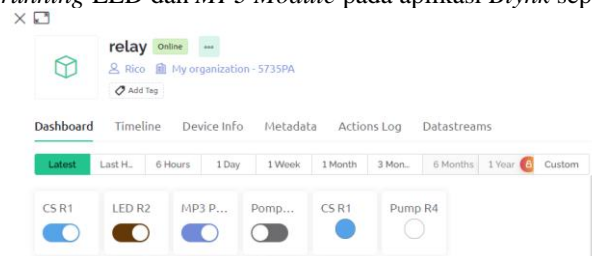 running LED dan MP3 Module pada aplikasi Blynk sep
relay Online ...
Rico My organization - 5735PA
Add Tag
Dashboard Timeline Device Info Metadata Actions Log Datastreams
Latest Last H... 6 Hours 1 Day 1 Week 1 Month 3 Mon... 6 Months 1 Year Custom
CS R1 LED R2 MP3 P... Pomp... CS R1 Pump R4